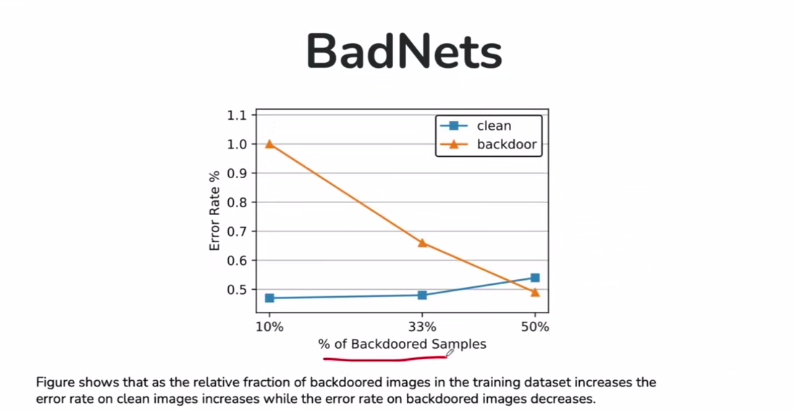 BadNets
1.1
1.0
0.9
0.8
0.7
0.6
0.5
Error Rate %
clean
backdoor
10% 33% 50%
% of Backdoored Samples
Figure shows that as the relative fraction of backdoored images in the training dataset increases the
error rate on clean images increases while the error rate on backdoored images decreases.